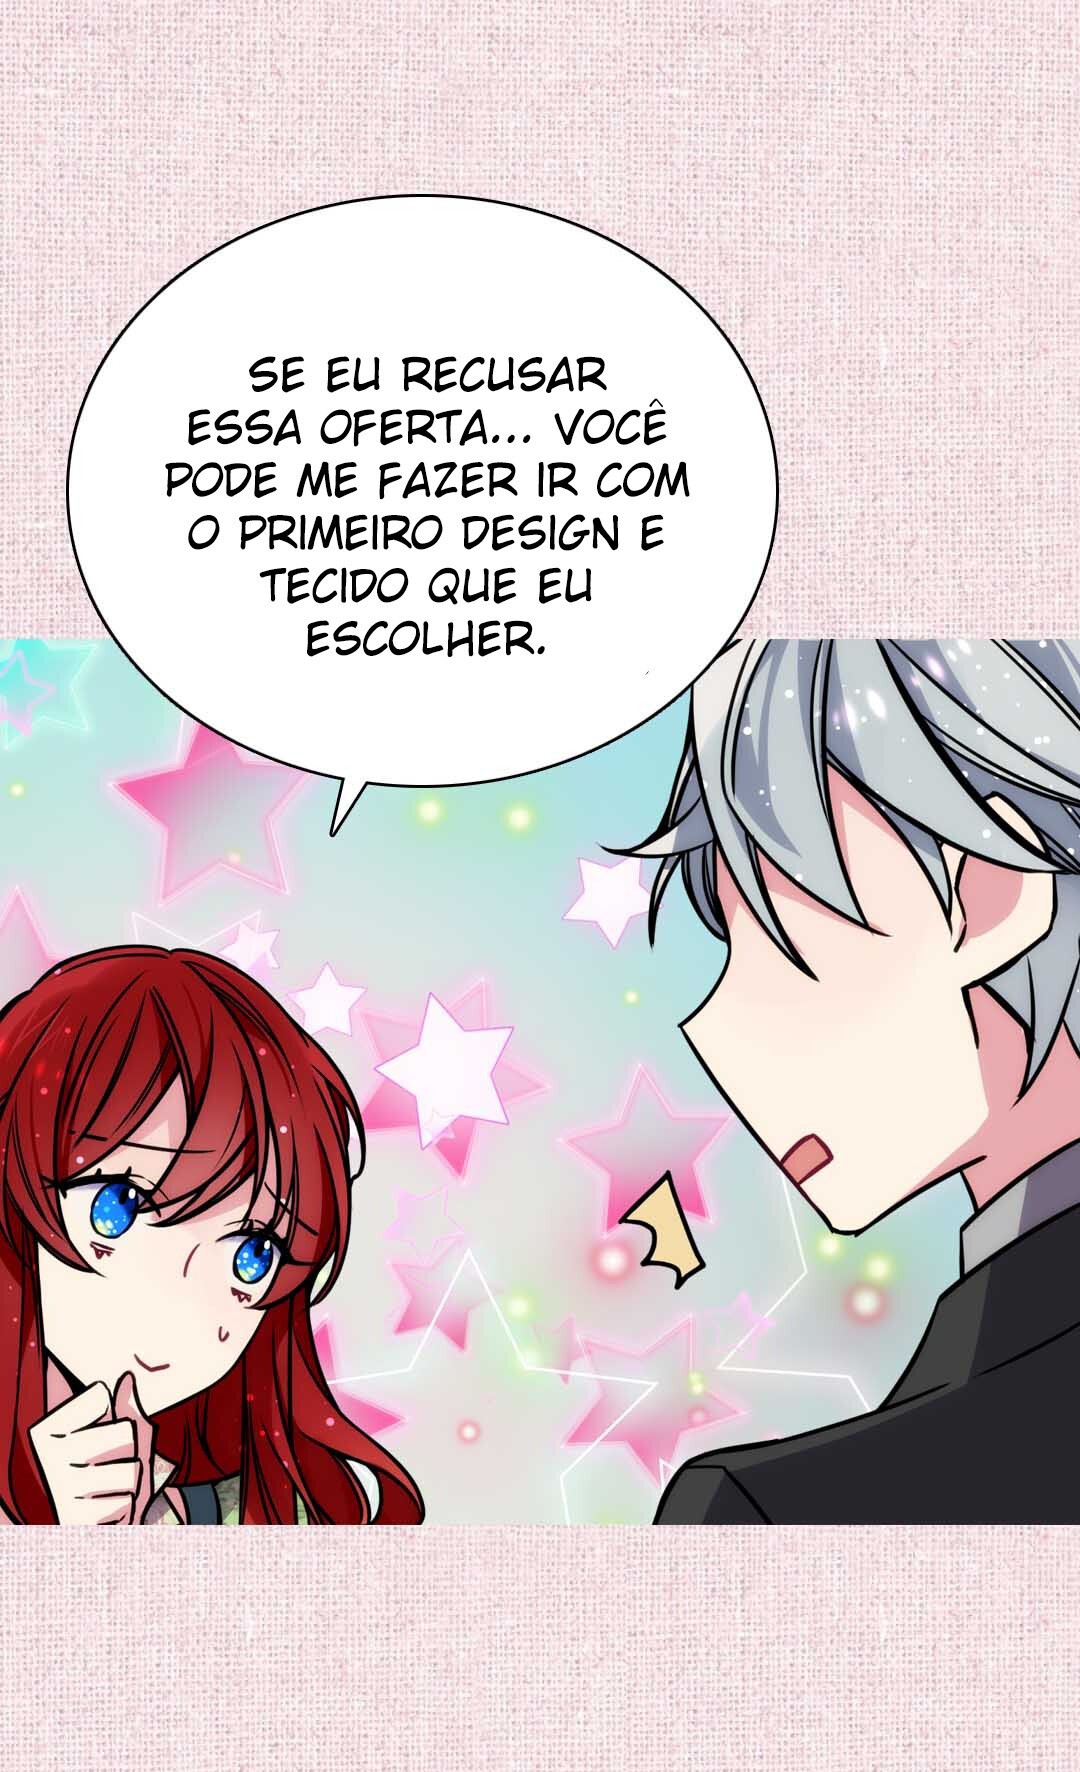 SE EU RECUSAR
ESSA OFERTA... VOCÊ
PODE ME FAZER IR COM
O PRIMEIRO DESIGN E
TECIDO QUE EU
ESCOLHER.